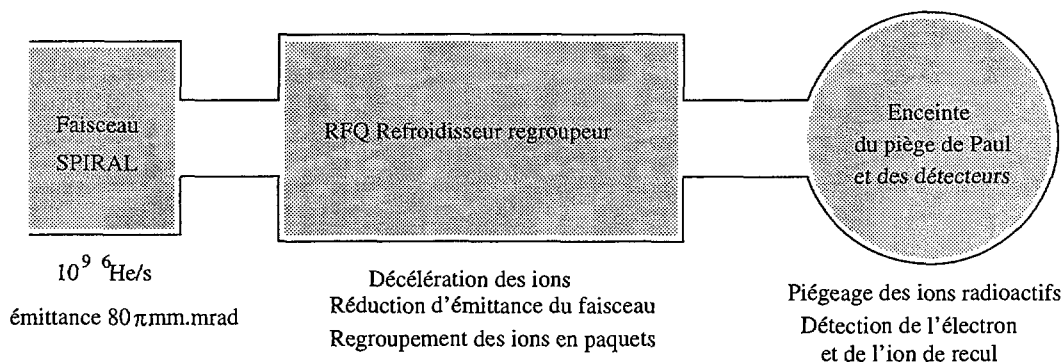 Faisceau
SPIRAL
10⁹ ⁶He/s
émittance 80πmm.mrad
RFQ Refroidisseur regroupeur
Décélération des ions
Réduction d'émittance du faisceau
Regroupement des ions en paquets
Enceinte
du piège de Paul
et des détecteurs
Piégeage des ions radioactifs
Détection de l'électron
et de l'ion de recul